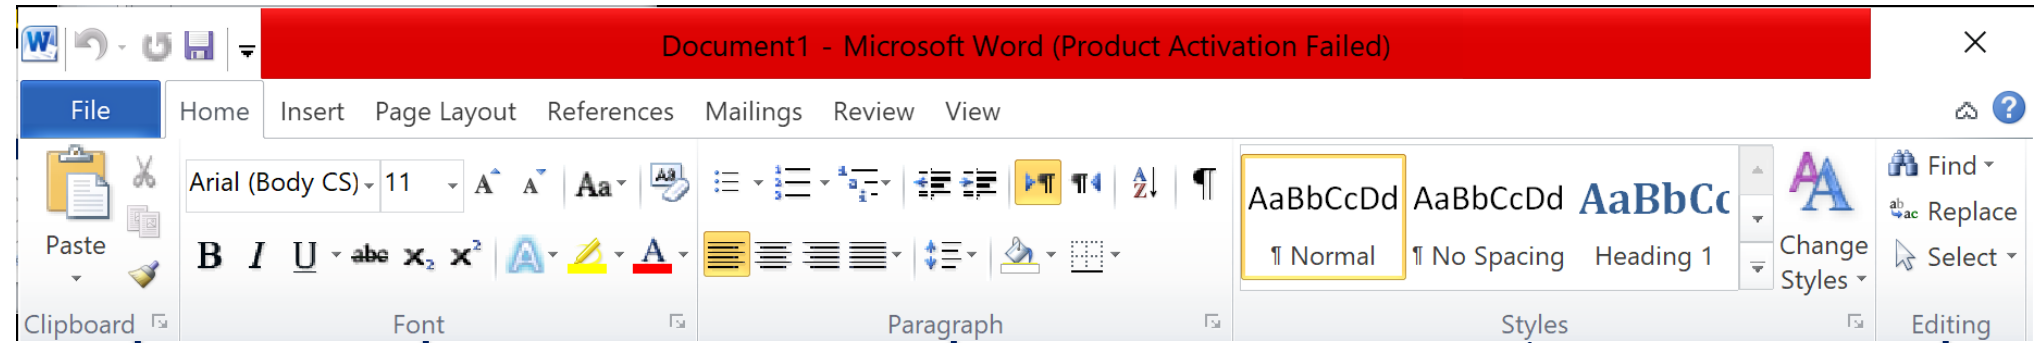 Document1 - Microsoft Word (Product Activation Failed)
File Home Insert Page Layout References Mailings Review View
Paste
Clipboard
Arial (Body CS) 11 A A Aa
B I U abc x₂ x² A A
Font
A Z
Paragraph
AaBbCcDd AaBbCcDd AaBbCc
¶ Normal ¶ No Spacing Heading 1
Change
Styles
Styles
Find
Replace
Select
Editing